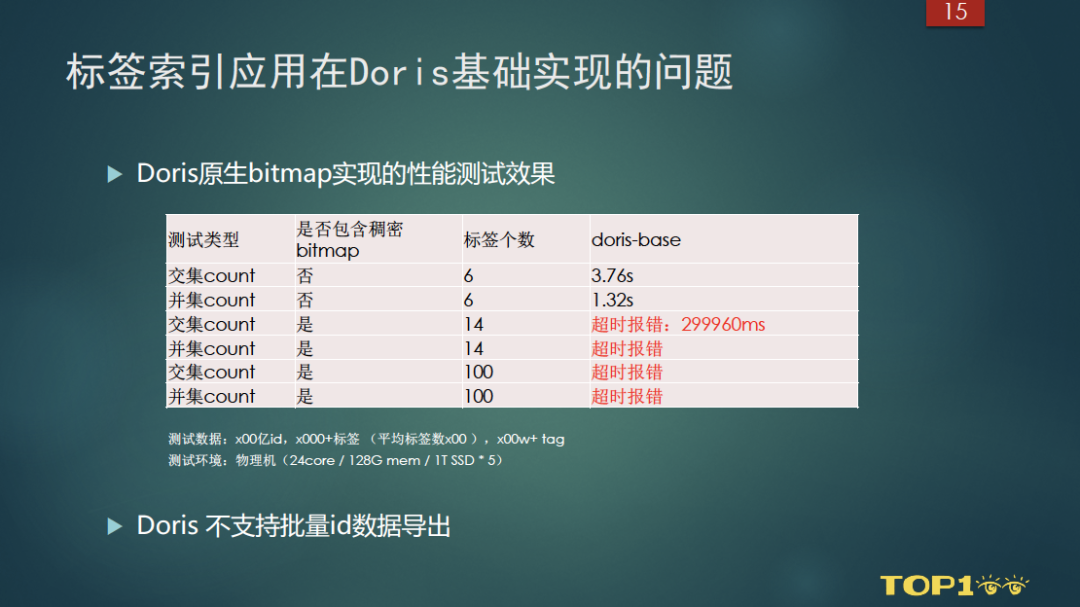 15
标签索引应用在Doris基础实现的问题
Doris原生bitmap实现的性能测试效果
测试类型 是否包含稠密bitmap 标签个数 doris-base
交集count 否 6 3.76s
并集count 否 6 1.32s
交集count 是 14 超时报错：299960ms
并集count 是 14 超时报错
交集count 是 100 超时报错
并集count 是 100 超时报错
测试数据：x00亿id，x000+标签 （平均标签数x00 ），x00w+ tag
测试环境：物理机（24core / 128G mem / 1T SSD * 5）
Doris 不支持批量id数据导出
TOP100